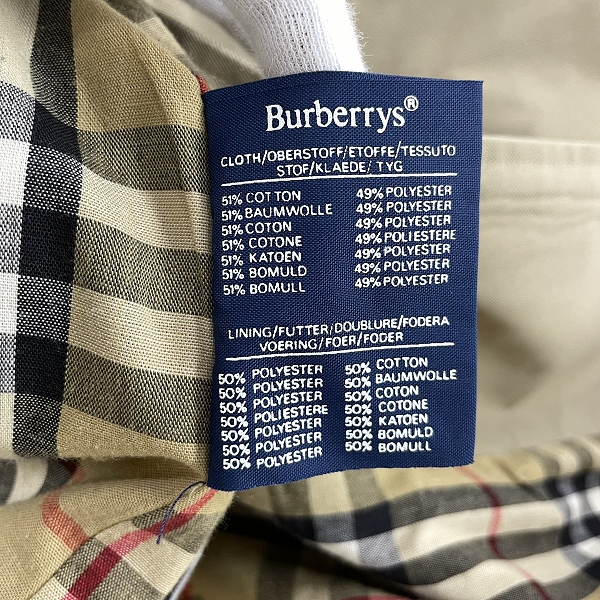 Burberrys®
CLOTH/OBERSTOFF/ETOFFE/TESSUTO
STOF/KLAEDE/TYG
51% COTTON 49% POLYESTER
51% BAUMWOLLE 49% POLYESTER
51% COTON 49% POLYESTER
51% COTONE 49% POLIESTERE
51% KATOEN 49% POLYESTER
51% BOMULD 49% POLYESTER
51% BOMULL 49% POLYESTER
LINING/FUTTER/DOUBLURE/FODERA
VOERING/FOER/FODER
50% POLYESTER 50% COTTON
50% POLYESTER 50% BAUMWOLLE
50% POLYESTER 50% COTON
50% POLIESTERE 50% COTONE
50% POLYESTER 50% KATOEN
50% POLYESTER 50% BOMULD
50% POLYESTER 50% BOMULL